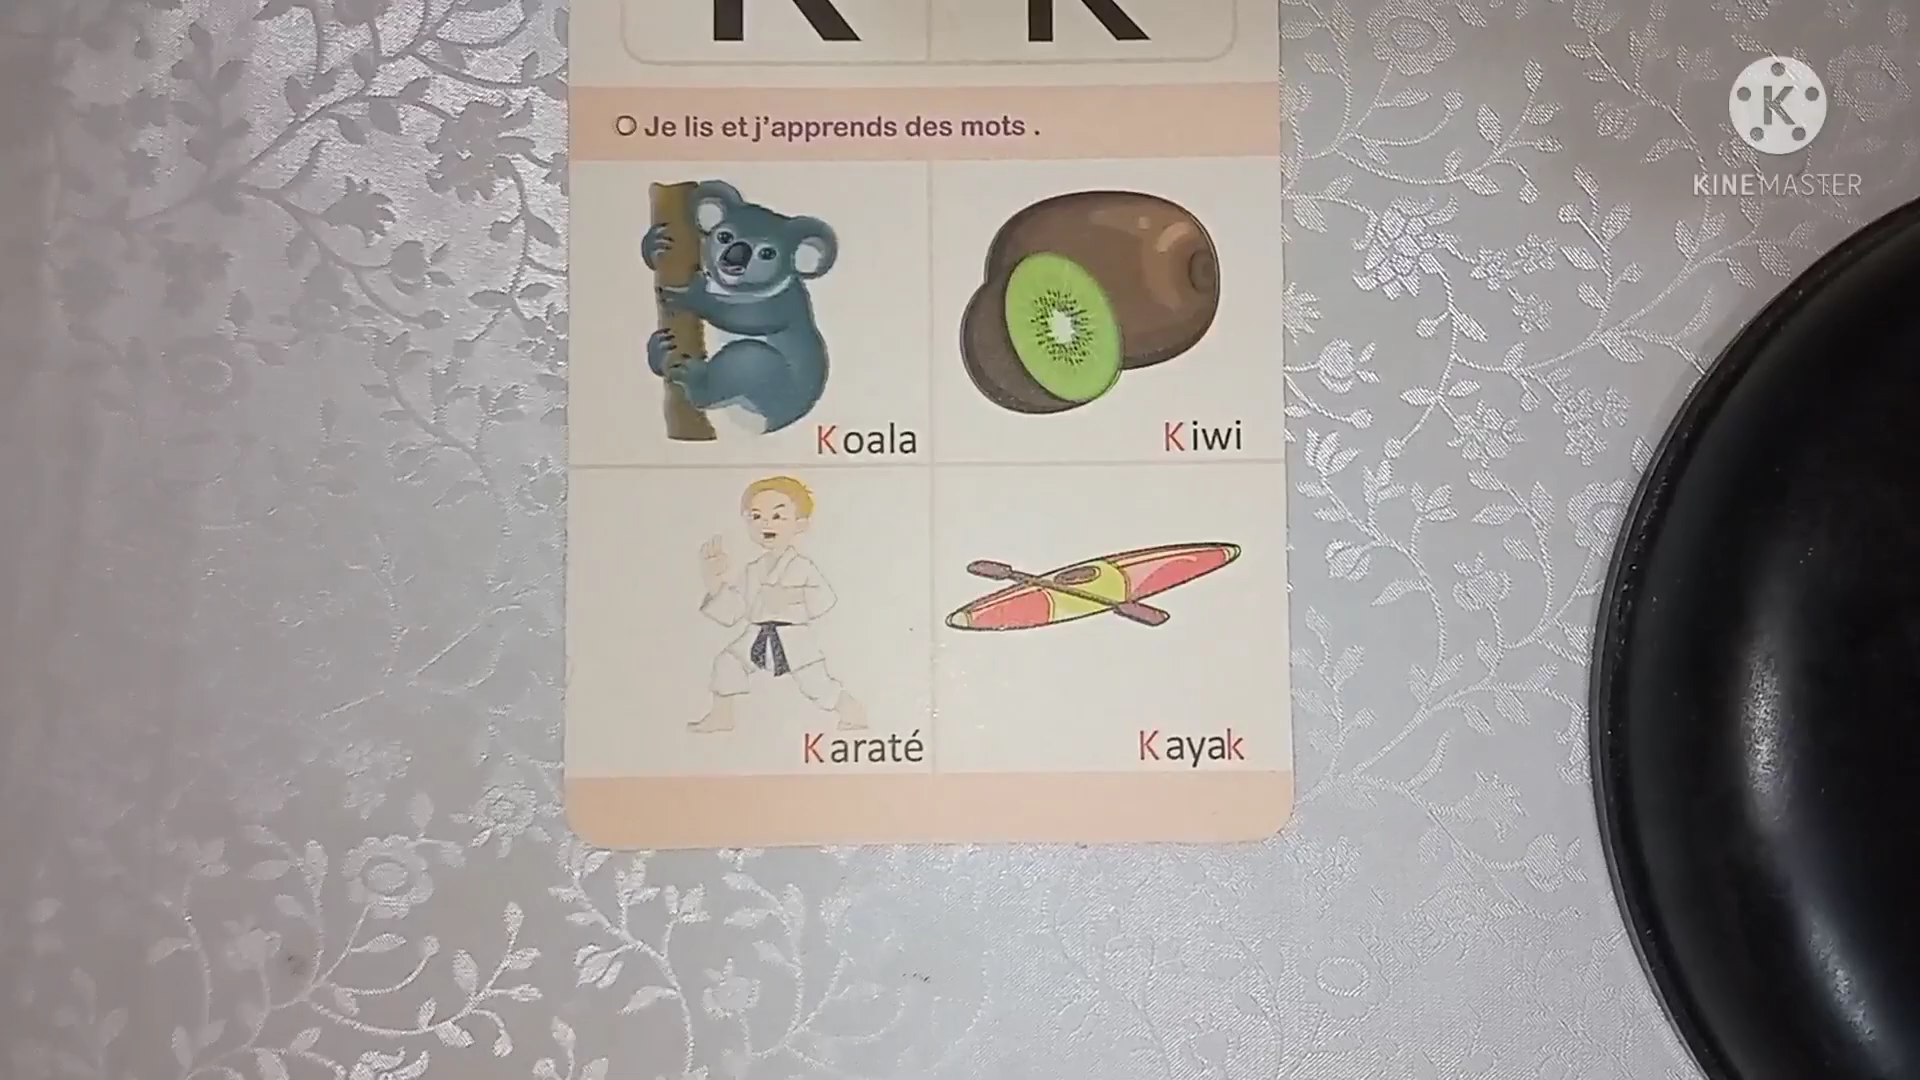 K K
O Je lis et j'apprends des mots .
Koala
Kiwi
Karaté
Kayak
K
KINEMASTER